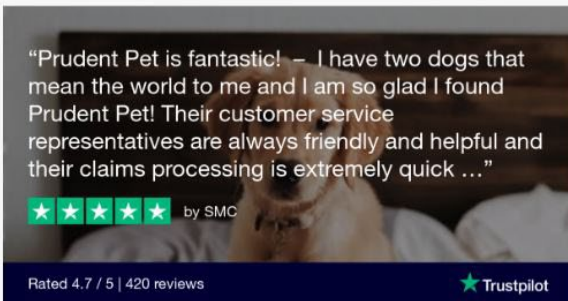 “Prudent Pet is fantastic! – I have two dogs that
mean the world to me and I am so glad I found
Prudent Pet! Their customer service
representatives are always friendly and helpful and
their claims processing is extremely quick ...”
by SMC
Rated 4.7 / 5 | 420 reviews
Trustpilot